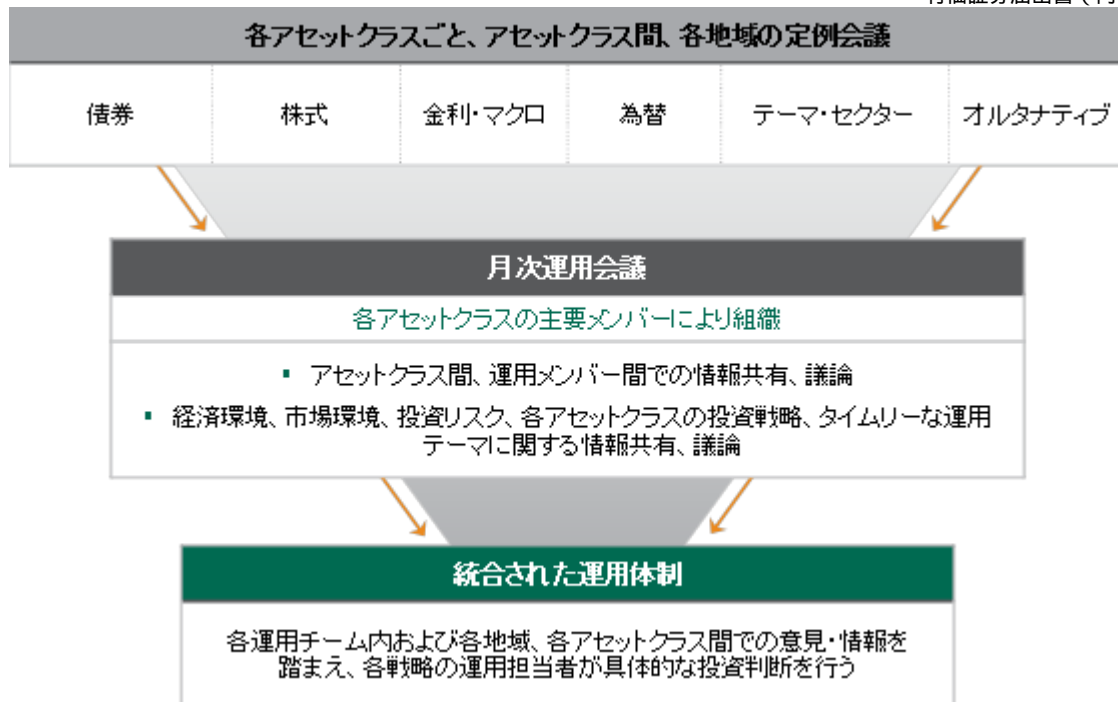 各アセットクラスごと、アセットクラス間、各地域の定例会議
債券 株式 金利・マクロ 為替 テーマ・セクター オルタナティブ
月次運用会議
各アセットクラスの主要メンバーにより組織
▪ アセットクラス間、運用メンバー間での情報共有、議論
▪ 経済環境、市場環境、投資リスク、各アセットクラスの投資戦略、タイムリーな運用
テーマに関する情報共有、議論
統合された運用体制
各運用チーム内および各地域、各アセットクラス間での意見・情報を
踏まえ、各戦略の運用担当者が具体的な投資判断を行う